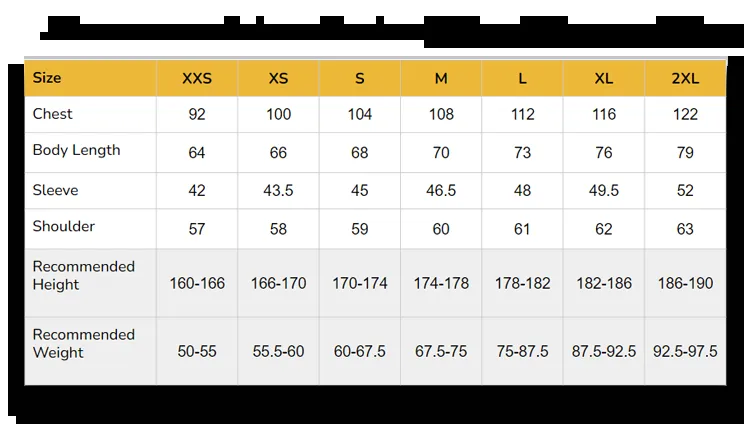 Size XXS XS S M L XL 2XL
Chest 92 100 104 108 112 116 122
Body Length 64 66 68 70 73 76 79
Sleeve 42 43.5 45 46.5 48 49.5 52
Shoulder 57 58 59 60 61 62 63
Recommended
Height 160-166 166-170 170-174 174-178 178-182 182-186 186-190
Recommended
Weight 50-55 55.5-60 60-67.5 67.5-75 75-87.5 87.5-92.5 92.5-97.5